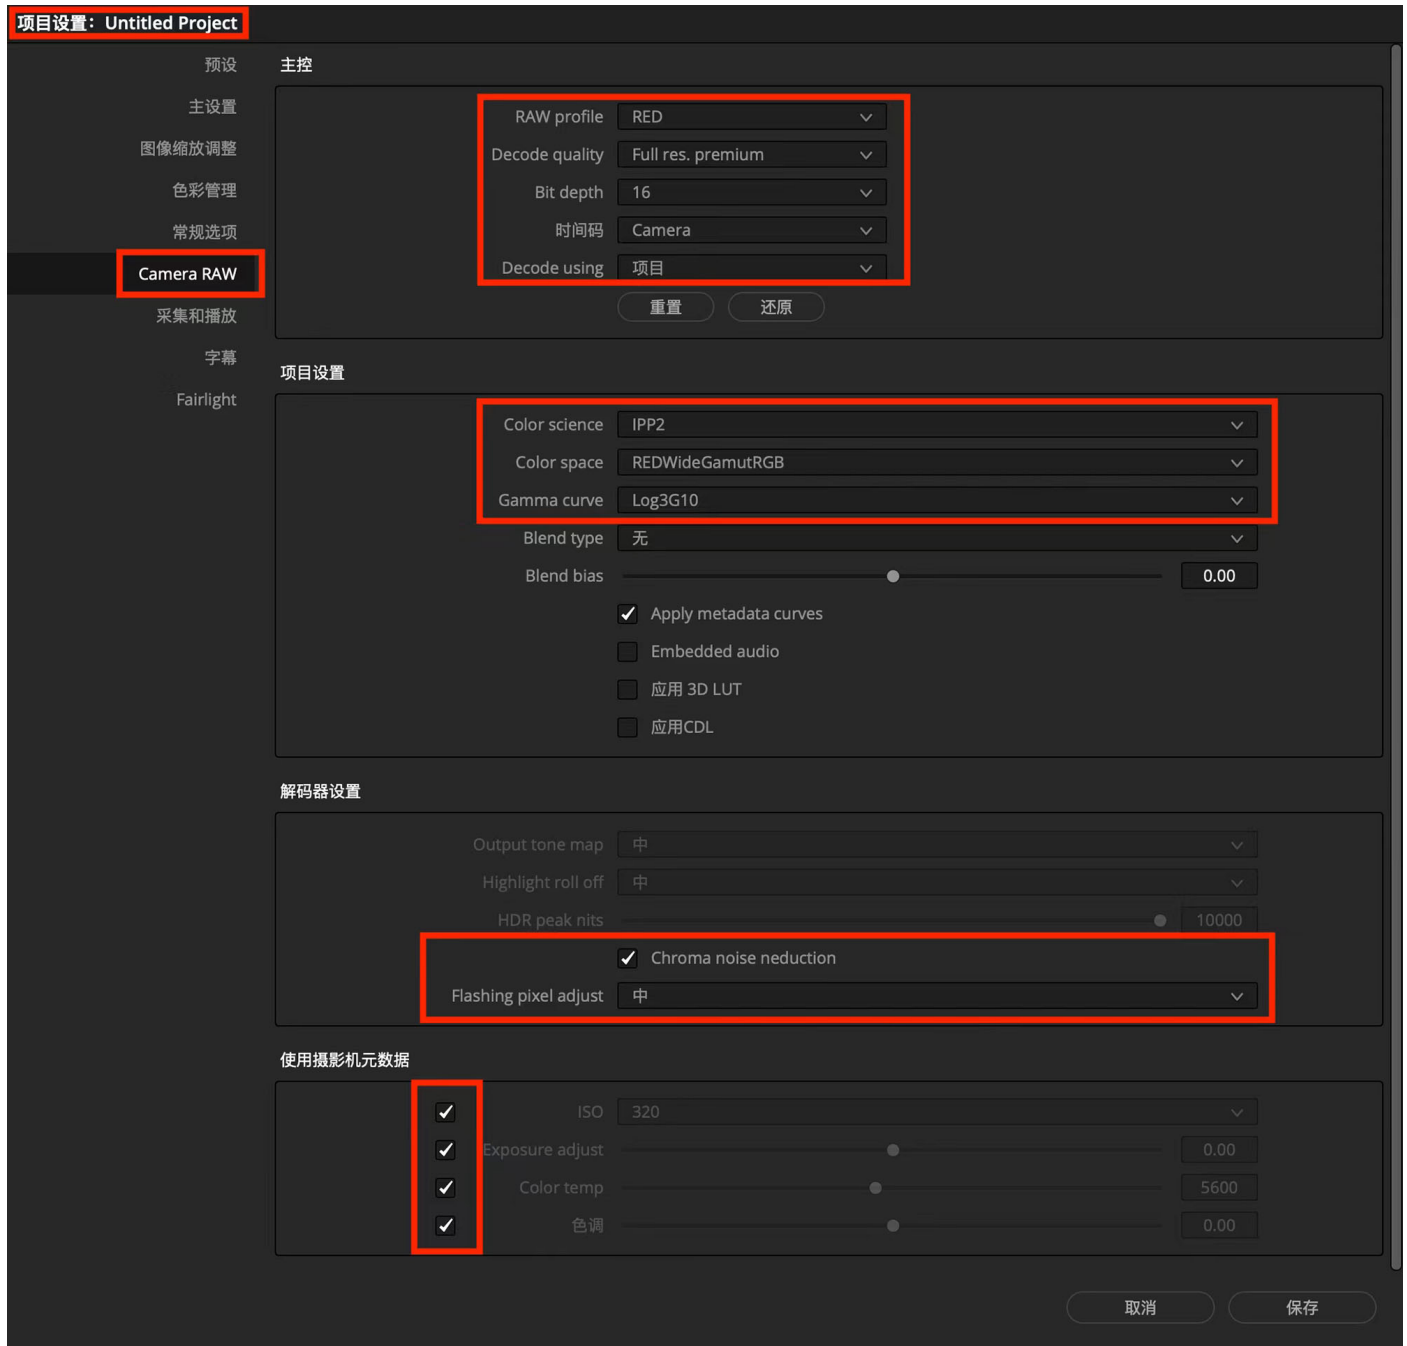 项目设置：Untitled Project
预设
主设置
图像缩放调整
色彩管理
常规选项
Camera RAW
采集和播放
字幕
Fairlight
主控
RAW profile RED
Decode quality Full res. premium
Bit depth 16
时间码 Camera
Decode using 项目
重置 还原
项目设置
Color science IPP2
Color space REDWideGamutRGB
Gamma curve Log3G10
Blend type 无
Blend bias 0.00
Apply metadata curves
Embedded audio
应用 3D LUT
应用CDL
解码器设置
Output tone map 中
Highlight roll off 中
HDR peak nits 10000
Chroma noise neduction
Flashing pixel adjust 中
使用摄影机元数据
ISO 320
Exposure adjust 0.00
Color temp 5600
色调 0.00
取消 保存